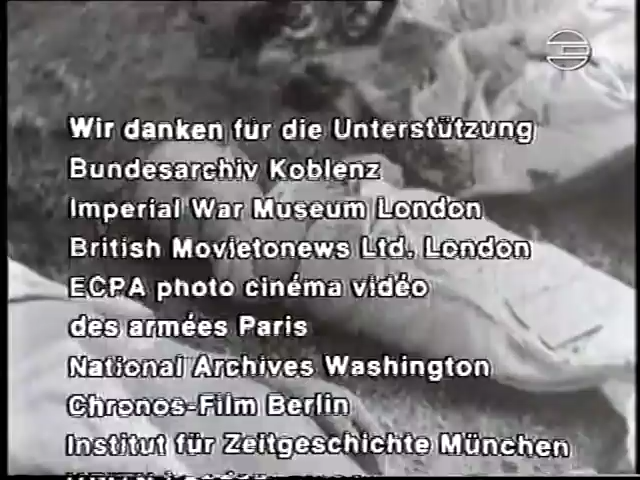 Wir danken für die Unterstützung
Bundesarchiv Koblenz
Imperial War Museum London
British Movietonews Ltd. London
ECPA photo cinéma vidéo
des armées Paris
National Archives Washington
Chronos-Film Berlin
Institut für Zeitgeschichte München